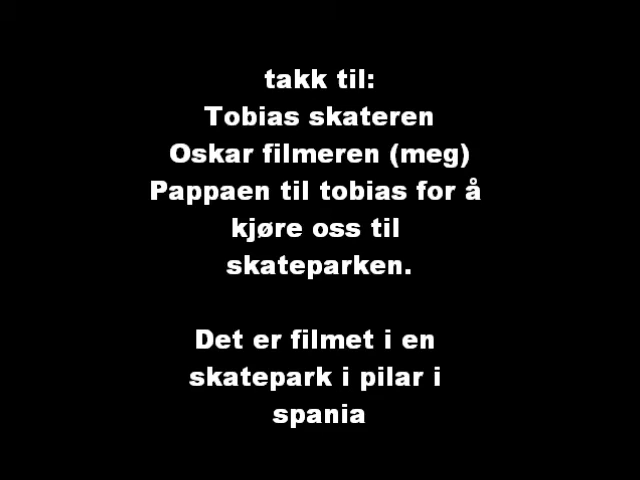 takk til:
Tobias skateren
Oskar filmeren (meg)
Pappaen til tobias for å
kjøre oss til
skateparken.
Det er filmet i en
skatepark i pilar i
spania